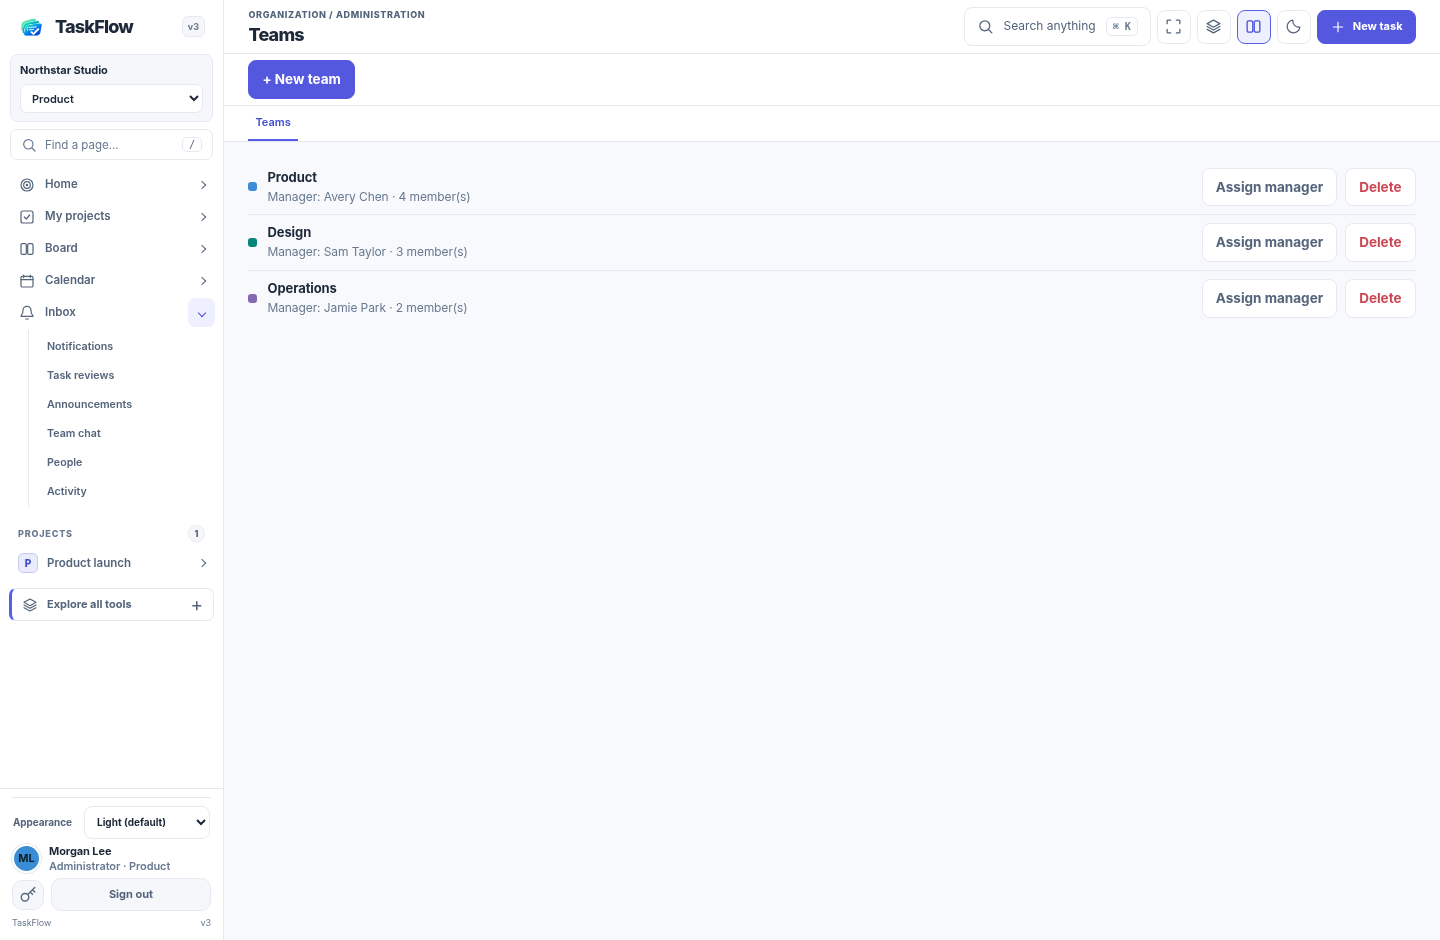 TaskFlow
v3
Northstar Studio
Product
Find a page...
/
Home
My projects
Board
Calendar
Inbox
Notifications
Task reviews
Announcements
Team chat
People
Activity
PROJECTS
1
P
Product launch
Explore all tools
+
Appearance
Light (default)
ML
Morgan Lee
Administrator · Product
Sign out
TaskFlow
v3
ORGANIZATION / ADMINISTRATION
Teams
Search anything
⌘ K
+ New task
+ New team
Teams
Product
Manager: Avery Chen · 4 member(s)
Assign manager
Delete
Design
Manager: Sam Taylor · 3 member(s)
Assign manager
Delete
Operations
Manager: Jamie Park · 2 member(s)
Assign manager
Delete